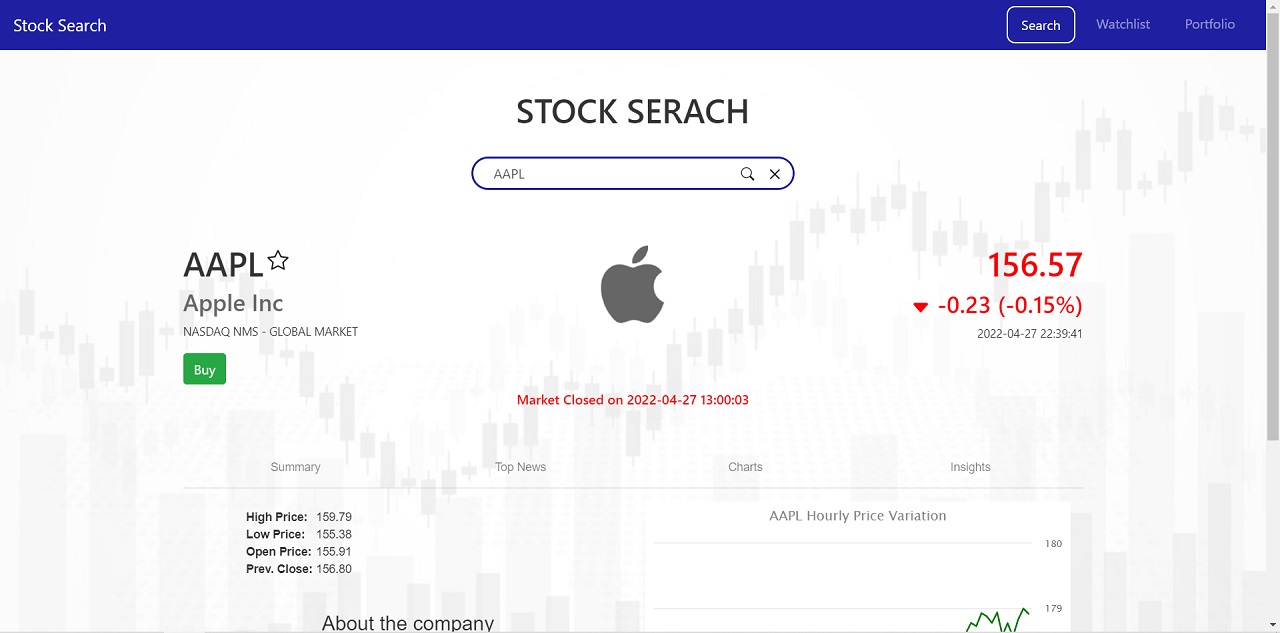 Stock Search
Search
Watchlist
Portfolio
STOCK SERACH
AAPL
AAPL
Apple Inc
NASDAQ NMS - GLOBAL MARKET
Buy
156.57
-0.23 (-0.15%)
2022-04-27 22:39:41
Market Closed on 2022-04-27 13:00:03
Summary
Top News
Charts
Insights
High Price: 159.79
Low Price: 155.38
Open Price: 155.91
Prev. Close: 156.80
About the company
AAPL Hourly Price Variation
180
179